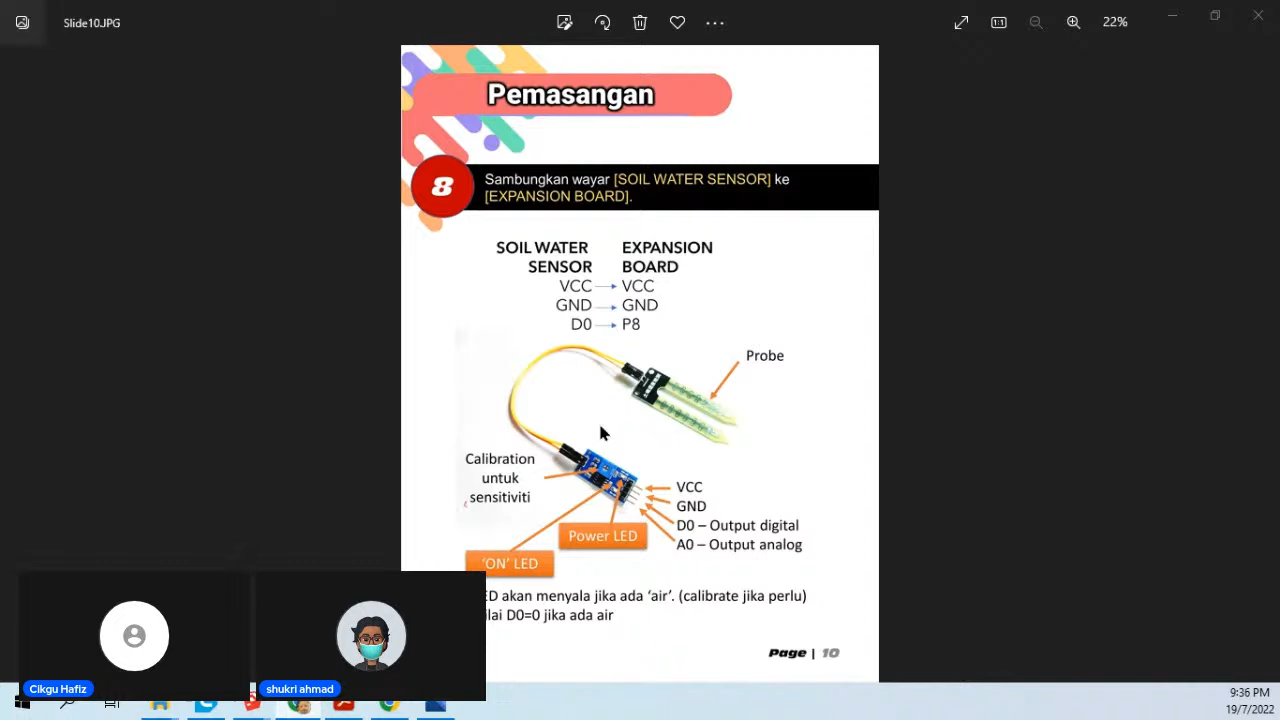 Slide10.JPG
22%
Pemasangan
8
Sambungkan wayar [SOIL WATER SENSOR] ke
[EXPANSION BOARD].
SOIL WATER SENSOR
EXPANSION BOARD
VCC → VCC
GND → GND
D0 → P8
Probe
Calibration
untuk
sensitiviti
VCC
GND
D0 – Output digital
A0 – Output analog
Power LED
'ON' LED
akan menyala jika ada 'air'. (calibrate jika perlu)
D0=0 jika ada air
Page | 10
Cikgu Hafiz
shukri ahmad
9:36 PM
19/7/2022